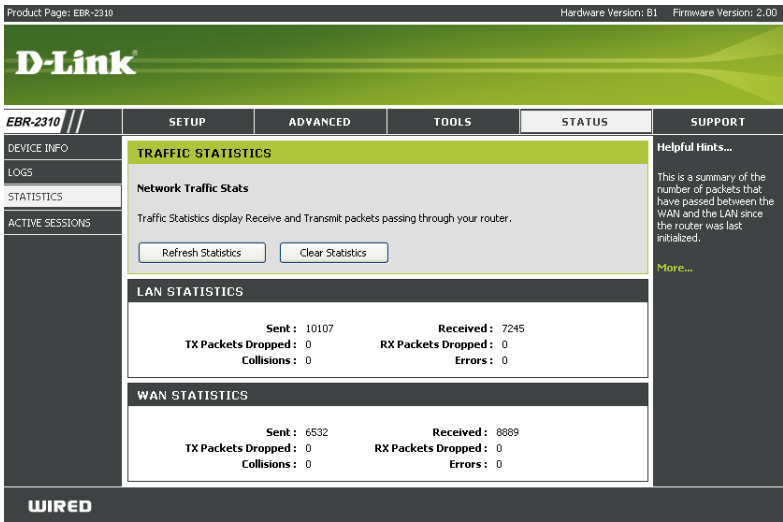 Product Page: EBR-2310 Hardware Version: B1 Firmware Version: 2.00
D-Link
EBR-2310 // SETUP ADVANCED TOOLS STATUS SUPPORT
DEVICE INFO
LOGS
STATISTICS
ACTIVE SESSIONS
TRAFFIC STATISTICS
Network Traffic Stats
Traffic Statistics display Receive and Transmit packets passing through your router.
Refresh Statistics Clear Statistics
LAN STATISTICS
Sent : 10107 Received : 7245
TX Packets Dropped : 0 RX Packets Dropped : 0
Collisions : 0 Errors : 0
WAN STATISTICS
Sent : 6532 Received : 8889
TX Packets Dropped : 0 RX Packets Dropped : 0
Collisions : 0 Errors : 0
Helpful Hints...
This is a summary of the
number of packets that
have passed between the
WAN and the LAN since
the router was last
initialized.
More...
WIRED